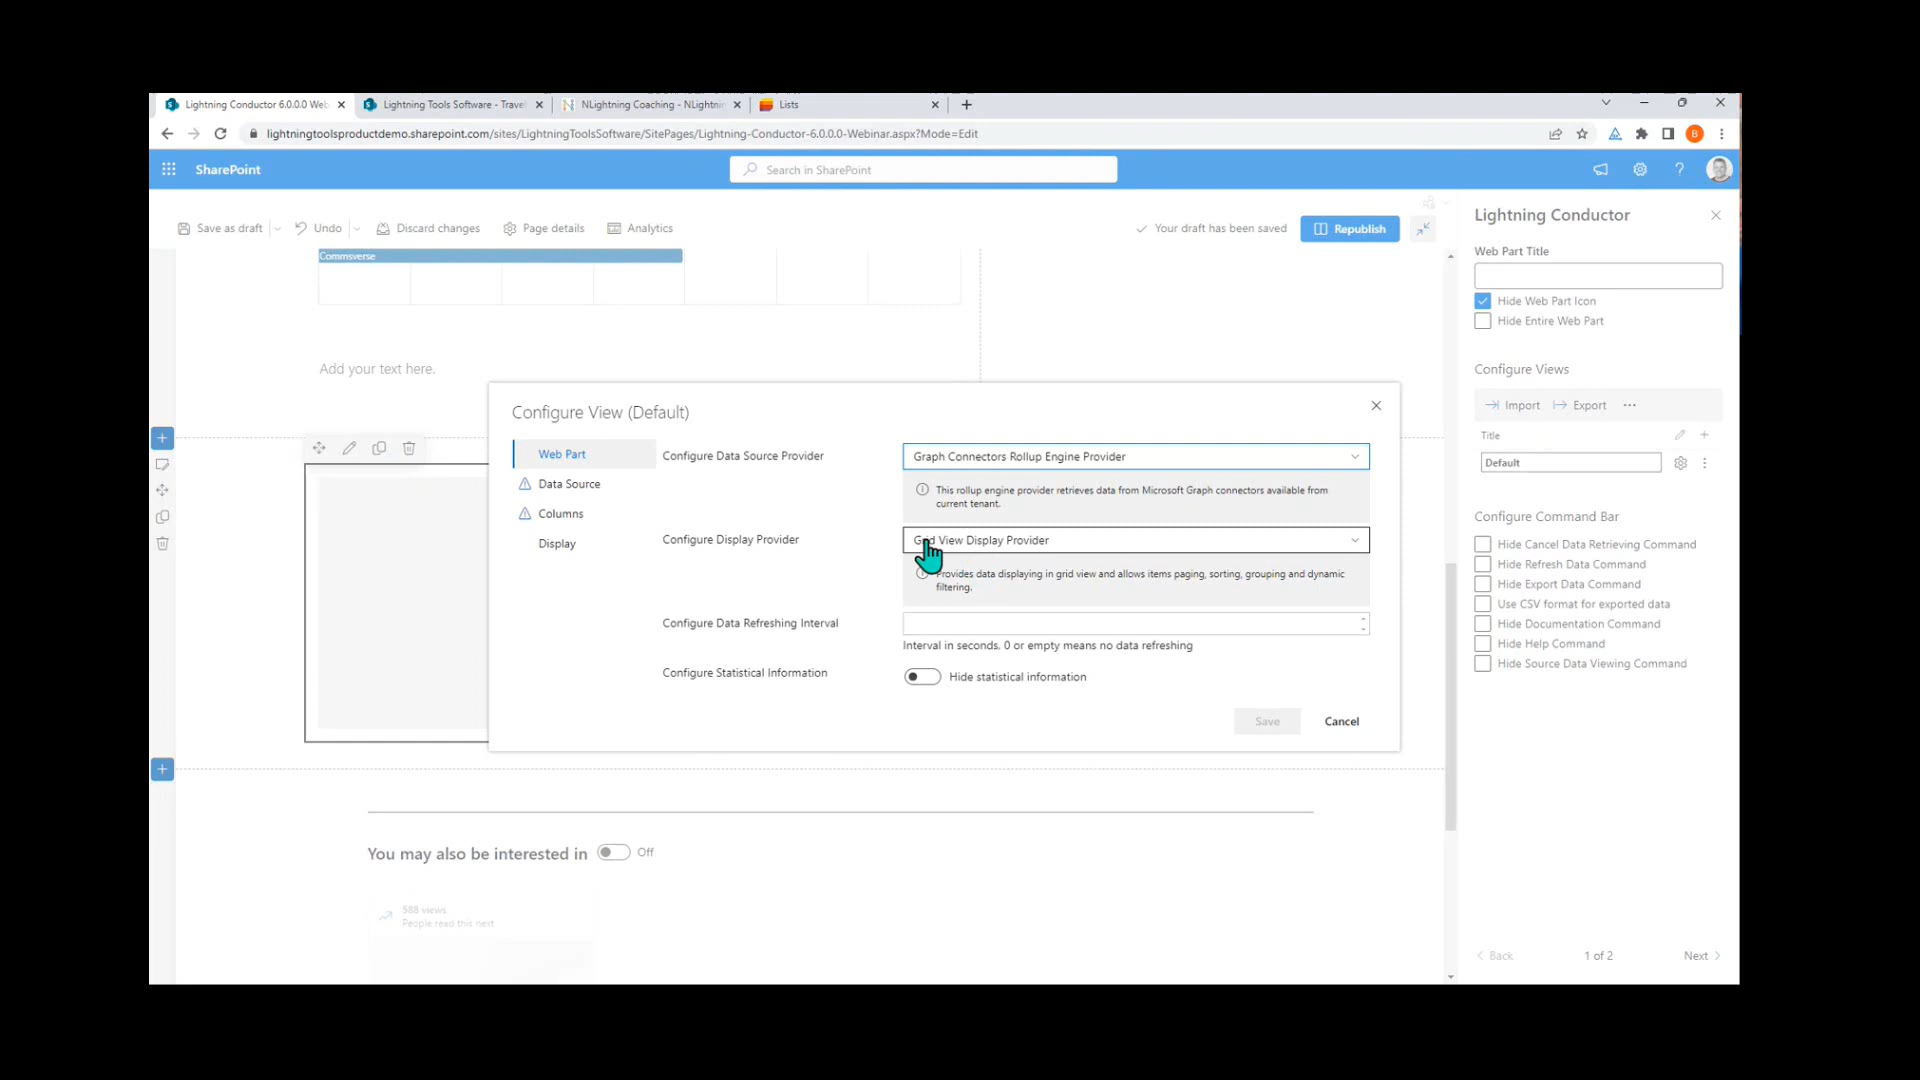 Lightning Conductor 6.0.0.0 Web
Lightning Tools Software - Travel
NLightning Coaching - NLightnin
Lists
lightningtoolsproductdemo.sharepoint.com/sites/LightningToolsSoftware/SitePages/Lightning-Conductor-6.0.0.0-Webinar.aspx?Mode=Edit
B
SharePoint
Search in SharePoint
Save as draft
Undo
Discard changes
Page details
Analytics
Your draft has been saved
Republish
Commsverse
Add your text here.
Configure View (Default)
Web Part
Data Source
Columns
Display
Configure Data Source Provider
Graph Connectors Rollup Engine Provider
This rollup engine provider retrieves data from Microsoft Graph connectors available from
current tenant.
Configure Display Provider
Grid View Display Provider
Provides data displaying in grid view and allows items paging, sorting, grouping and dynamic
filtering.
Configure Data Refreshing Interval
Interval in seconds, 0 or empty means no data refreshing
Configure Statistical Information
Hide statistical information
Save
Cancel
You may also be interested in
Off
588 views
People read this next
Lightning Conductor
Web Part Title
Hide Web Part Icon
Hide Entire Web Part
Configure Views
Import
Export
Title
Default
Configure Command Bar
Hide Cancel Data Retrieving Command
Hide Refresh Data Command
Hide Export Data Command
Use CSV format for exported data
Hide Documentation Command
Hide Help Command
Hide Source Data Viewing Command
Back
1 of 2
Next